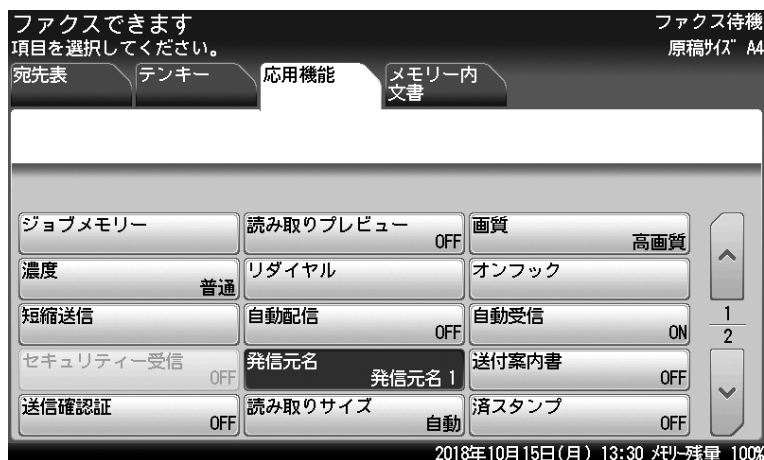 ファクスできます
ファクス待機
項目を選択してください。
原稿ｻｲｽﾞ A4
宛先表
テンキー
応用機能
メモリー内
文書
ジョブメモリー
読み取りプレビュー
OFF
画質
高画質
濃度
普通
リダイヤル
オンフック
短縮送信
自動配信
OFF
自動受信
ON
セキュリティー受信
OFF
発信元名
発信元名 1
送付案内書
OFF
送信確認証
OFF
読み取りサイズ
自動
済スタンプ
OFF
1
2
2018年10月15日(月) 13:30 ﾒﾓﾘｰ残量 100%